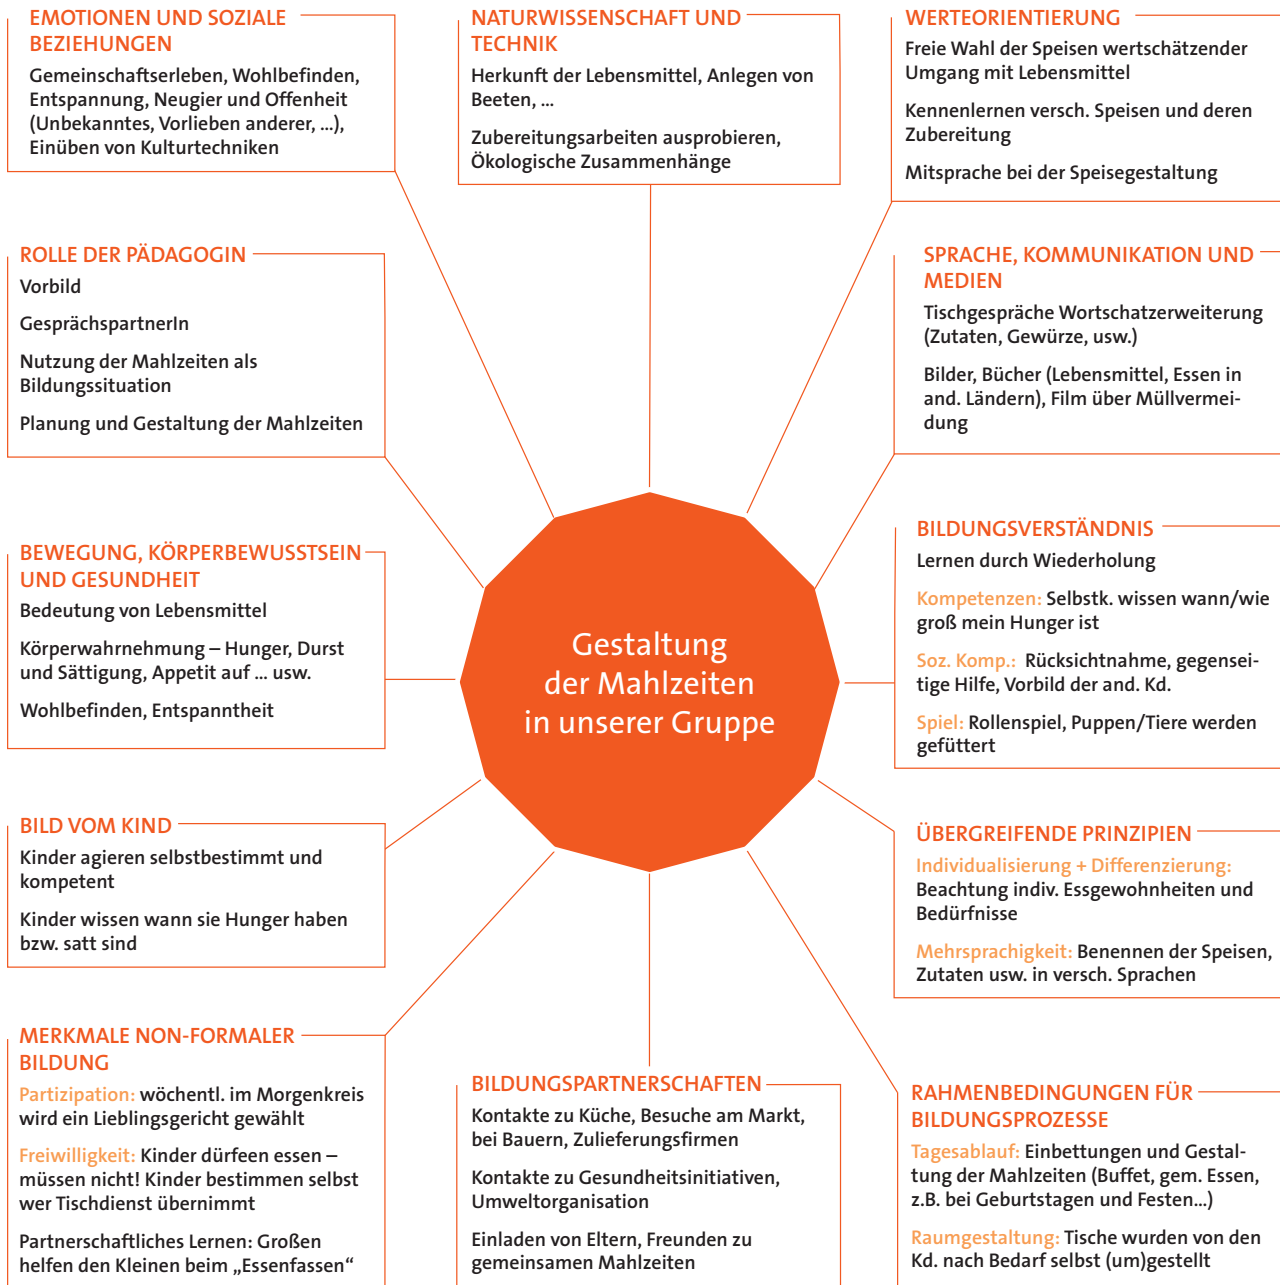 EMOTIONEN UND SOZIALE
BEZIEHUNGEN
Gemeinschaftserleben, Wohlbefinden,
Entspannung, Neugier und Offenheit
(Unbekanntes, Vorlieben anderer, ...),
Einüben von Kulturtechniken
NATURWISSENSCHAFT UND
TECHNIK
Herkunft der Lebensmittel, Anlegen von
Beeten, ...
Zubereitungsarbeiten ausprobieren,
Ökologische Zusammenhänge
WERTEORIENTIERUNG
Freie Wahl der Speisen wertschätzender
Umgang mit Lebensmittel
Kennenlernen versch. Speisen und deren
Zubereitung
Mitsprache bei der Speisegestaltung
ROLLE DER PÄDAGOGIN
Vorbild
GesprächspartnerIn
Nutzung der Mahlzeiten als
Bildungssituation
Planung und Gestaltung der Mahlzeiten
SPRACHE, KOMMUNIKATION UND
MEDIEN
Tischgespräche Wortschatzerweiterung
(Zutaten, Gewürze, usw.)
Bilder, Bücher (Lebensmittel, Essen in
and. Ländern), Film über Müllvermei-
dung
BEWEGUNG, KÖRPERBEWUSSTSEIN
UND GESUNDHEIT
Bedeutung von Lebensmittel
Körperwahrnehmung – Hunger, Durst
und Sättigung, Appetit auf ... usw.
Wohlbefinden, Entspanntheit
Gestaltung
der Mahlzeiten
in unserer Gruppe
BILDUNGSVERSTÄNDNIS
Lernen durch Wiederholung
Kompetenzen: Selbstk. wissen wann/wie
groß mein Hunger ist
Soz. Komp.: Rücksichtnahme, gegensei-
tige Hilfe, Vorbild der and. Kd.
Spiel: Rollenspiel, Puppen/Tiere werden
gefüttert
BILD VOM KIND
Kinder agieren selbstbestimmt und
kompetent
Kinder wissen wann sie Hunger haben
bzw. satt sind
ÜBERGREIFENDE PRINZIPIEN
Individualisierung + Differenzierung:
Beachtung indiv. Essgewohnheiten und
Bedürfnisse
Mehrsprachigkeit: Benennen der Speisen,
Zutaten usw. in versch. Sprachen
MERKMALE NON-FORMALER
BILDUNG
Partizipation: wöchentl. im Morgenkreis
wird ein Lieblingsgericht gewählt
Freiwilligkeit: Kinder dürfeen essen –
müssen nicht! Kinder bestimmen selbst
wer Tischdienst übernimmt
Partnerschaftliches Lernen: Großen
helfen den Kleinen beim „Essenfassen“
BILDUNGSPARTNERSCHAFTEN
Kontakte zu Küche, Besuche am Markt,
bei Bauern, Zulieferungsfirmen
Kontakte zu Gesundheitsinitiativen,
Umweltorganisation
Einladen von Eltern, Freunden zu
gemeinsamen Mahlzeiten
RAHMENBEDINGUNGEN FÜR
BILDUNGSPROZESSE
Tagesablauf: Einbettungen und Gestal-
tung der Mahlzeiten (Buffet, gem. Essen,
z.B. bei Geburtstagen und Festen...)
Raumgestaltung: Tische wurden von den
Kd. nach Bedarf selbst (um)gestellt